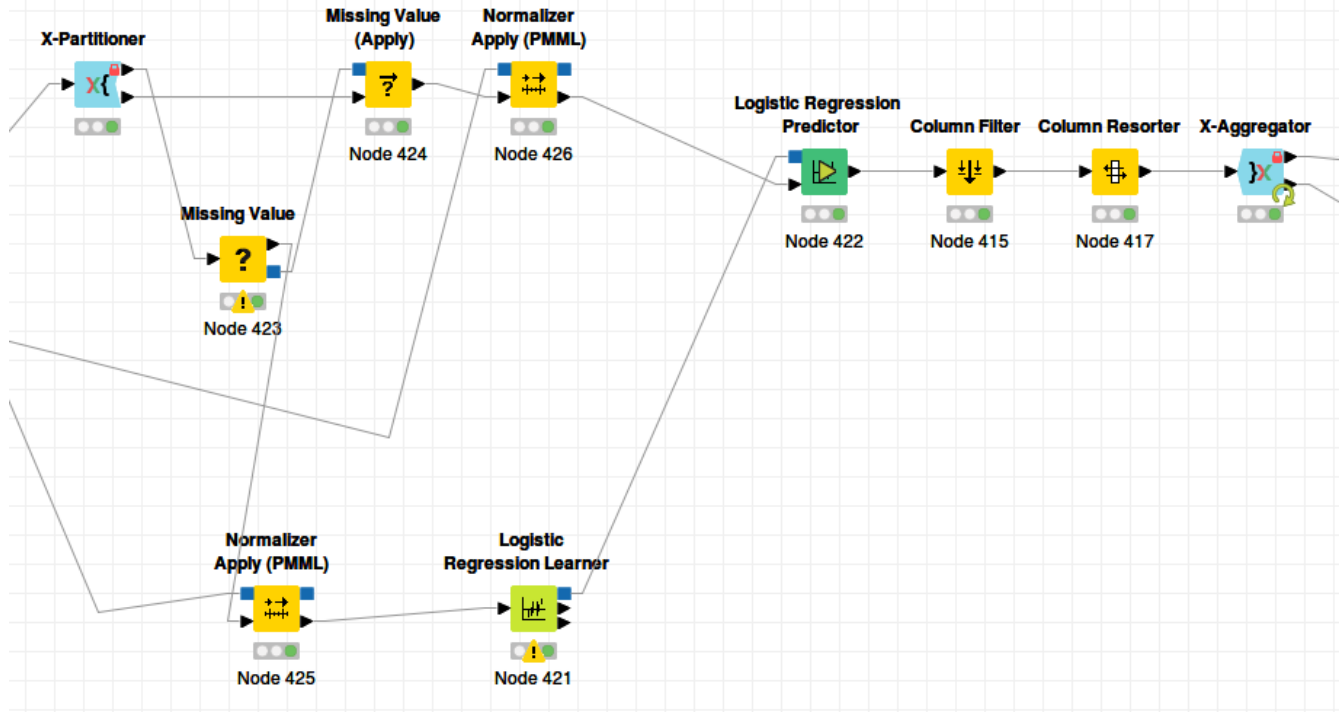 Missing Value
(Apply)
Normalizer
Apply (PMML)
X-Partitioner
Node 424
Node 426
Logistic Regression
Predictor
Column Filter
Column Resorter
X-Aggregator
Node 422
Node 415
Node 417
Missing Value
Node 423
Normalizer
Apply (PMML)
Node 425
Logistic
Regression Learner
Node 421